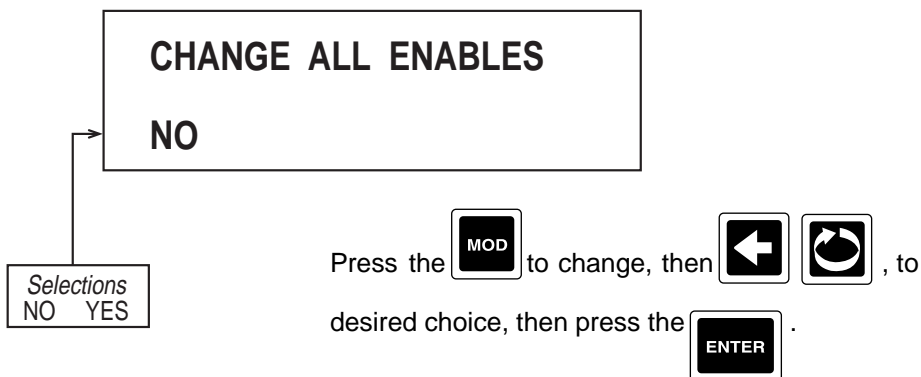 CHANGE ALL ENABLES
NO
Selections
NO YES
Press the MOD to change, then , to
desired choice, then press the ENTER .